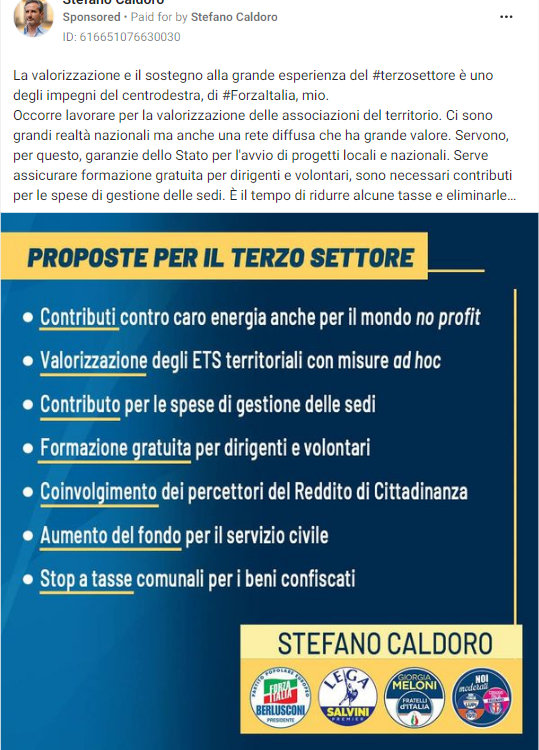 Stefano Caldoro
Sponsored • Paid for by Stefano Caldoro
ID: 616651076630030
La valorizzazione e il sostegno alla grande esperienza del #terzosettore è uno
degli impegni del centrodestra, di #ForzaItalia, mio.
Occorre lavorare per la valorizzazione delle associazioni del territorio. Ci sono
grandi realtà nazionali ma anche una rete diffusa che ha grande valore. Servono,
per questo, garanzie dello Stato per l'avvio di progetti locali e nazionali. Serve
assicurare formazione gratuita per dirigenti e volontari, sono necessari contributi
per le spese di gestione delle sedi. È il tempo di ridurre alcune tasse e eliminarle...
PROPOSTE PER IL TERZO SETTORE
• Contributi contro caro energia anche per il mondo no profit
• Valorizzazione degli ETS territoriali con misure ad hoc
• Contributo per le spese di gestione delle sedi
• Formazione gratuita per dirigenti e volontari
• Coinvolgimento dei percettori del Reddito di Cittadinanza
• Aumento del fondo per il servizio civile
• Stop a tasse comunali per i beni confiscati
STEFANO CALDORO
PARTITO POPOLARE EUROPEO
FORZA
ITALIA
BERLUSCONI
PRESIDENTE
LEGA
SALVINI
PREMIER
GIORGIA
MELONI
FRATELLI
d'ITALIA
NOI
moderati